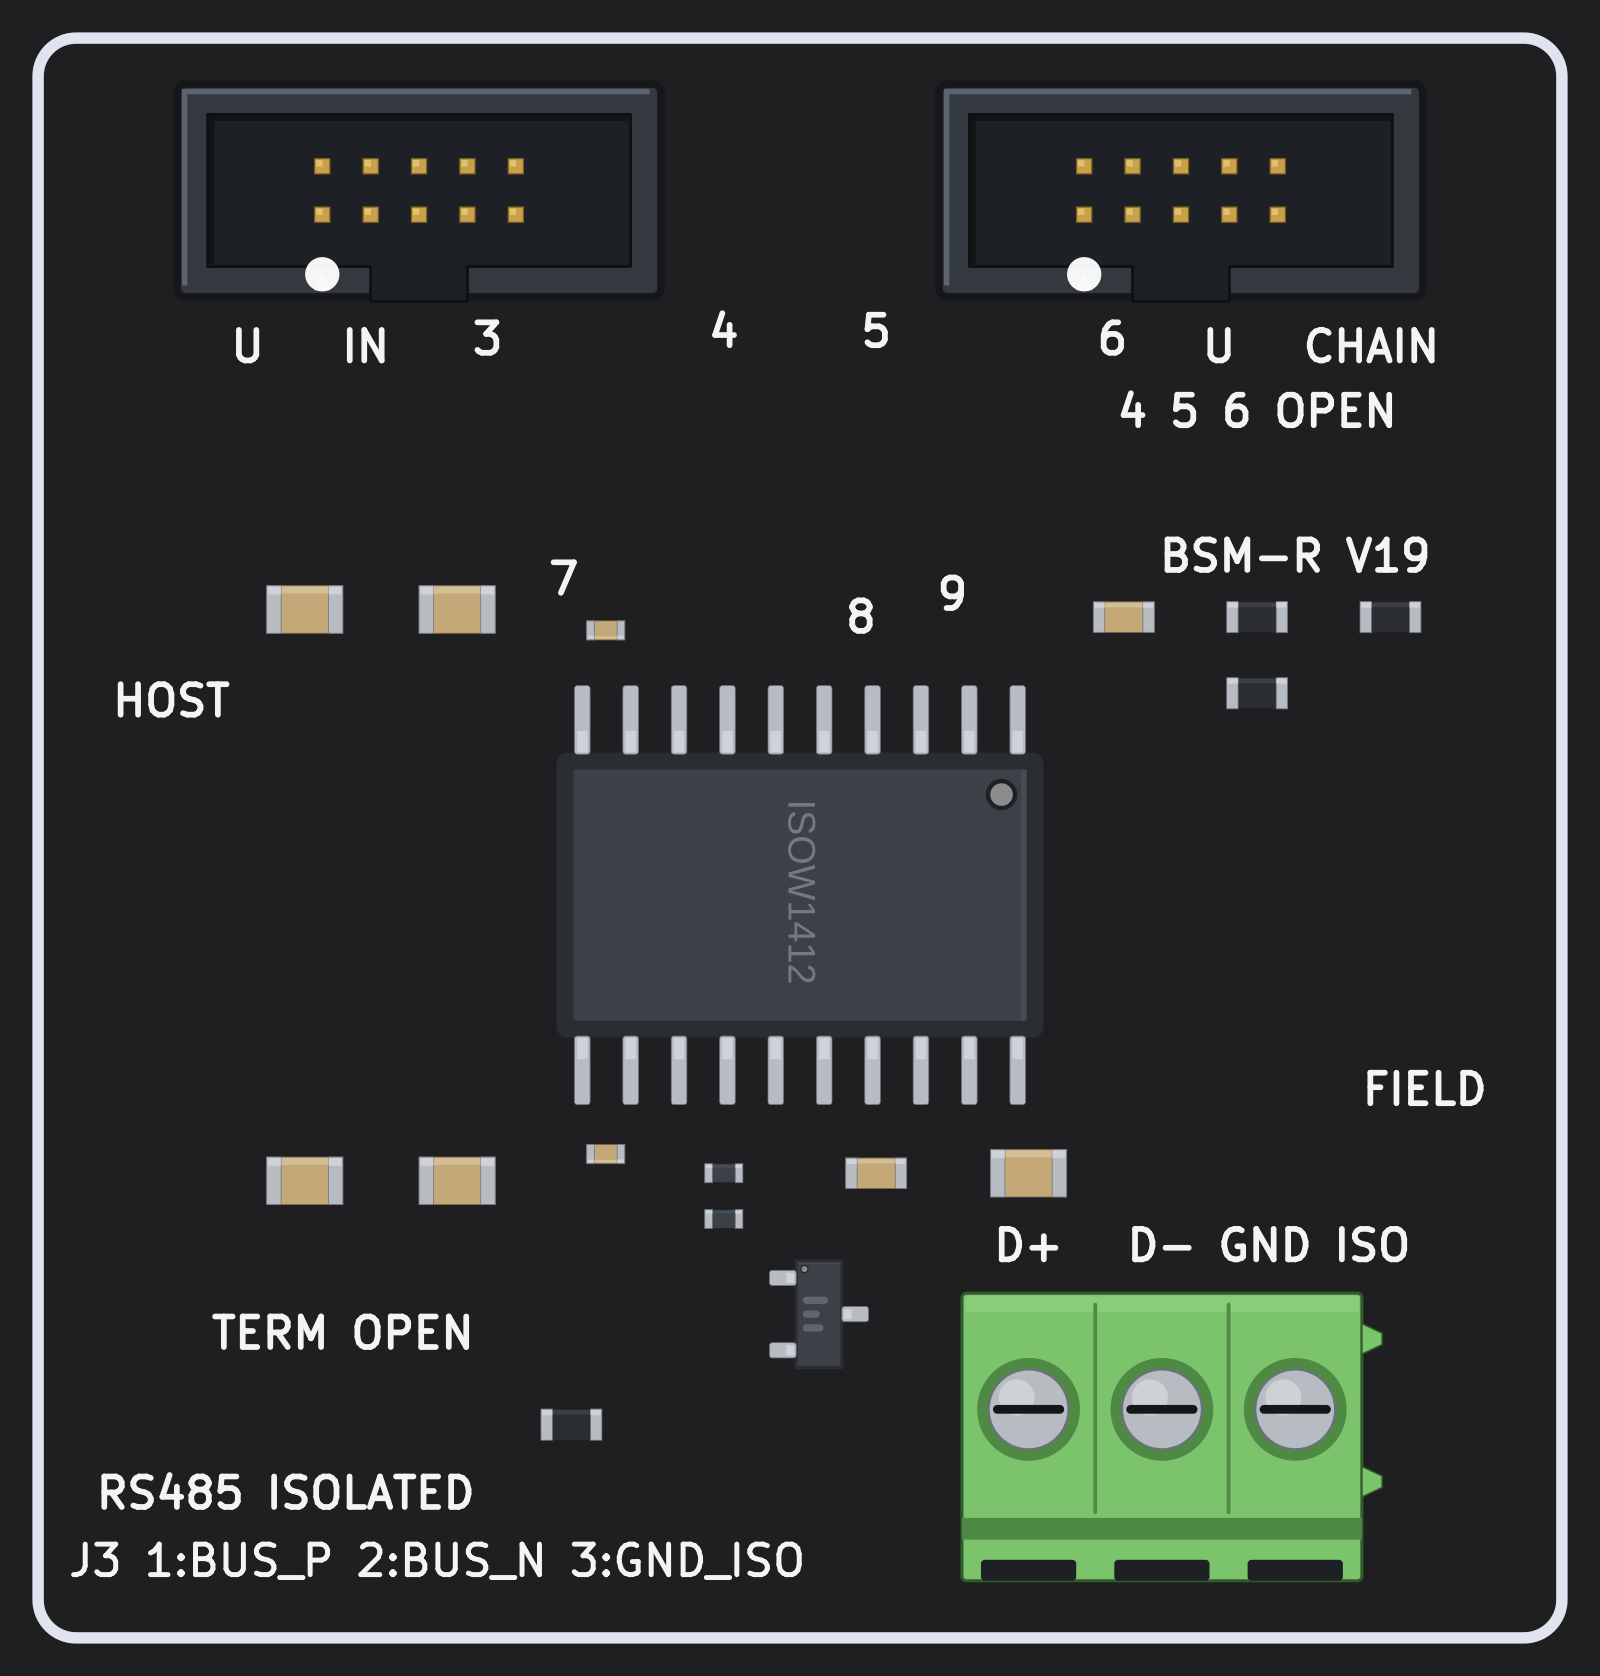 U IN 3 4 5 6 U CHAIN
4 5 6 OPEN
BSM-R V19
7 8 9
HOST
ISOW1412
FIELD
D+ D- GND ISO
TERM OPEN
RS485 ISOLATED
J3 1:BUS_P 2:BUS_N 3:GND_ISO